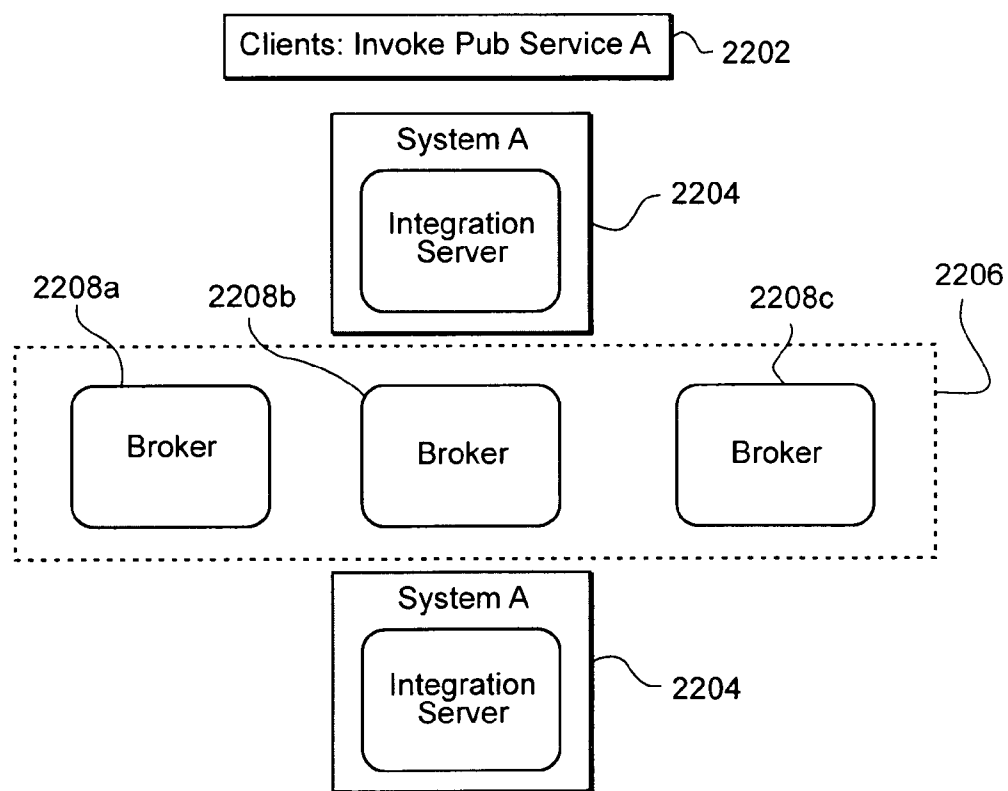 Clients: Invoke Pub Service A
2202
System A
2204
Integration
Server
2208a
2208b
2208c
2206
Broker
Broker
Broker
System A
Integration
Server
2204